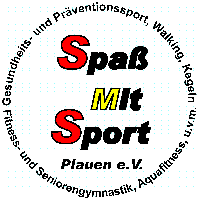 Gesundheits- und Präventionssport, Walking, Kegeln
Spaß
MIt
Sport
Plauen e.V.
Fitness- und Seniorengymnastik, Aquafitness, u.v.m.